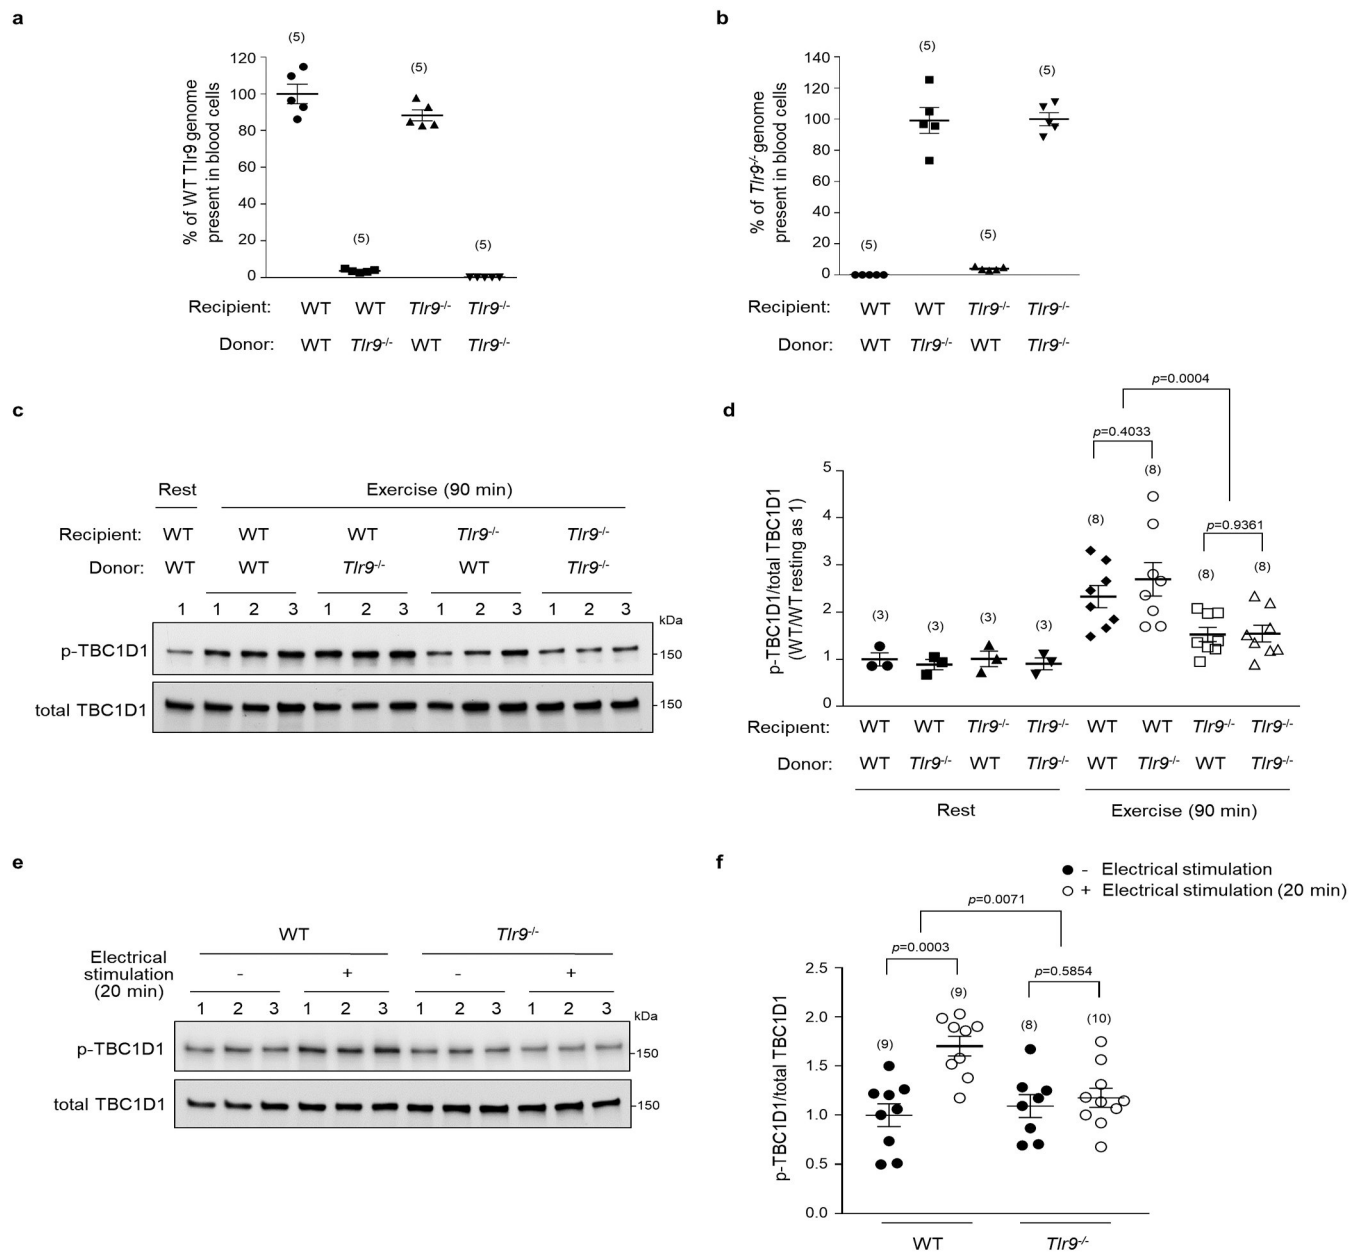 a
(5)
(5)
(5)
(5)
120
100
80
60
40
20
0
% of WT Tlr9 genome
present in blood cells
Recipient: WT WT Tlr9-/- Tlr9-/-
Donor: WT Tlr9-/- WT Tlr9-/-
b
(5)
(5)
(5)
(5)
140
120
100
80
60
40
20
0
% of Tlr9-/- genome
present in blood cells
Recipient: WT WT Tlr9-/- Tlr9-/-
Donor: WT Tlr9-/- WT Tlr9-/-
c
Rest Exercise (90 min)
Recipient: WT WT WT Tlr9-/- Tlr9-/-
Donor: WT WT Tlr9-/- WT Tlr9-/-
1 1 2 3 1 2 3 1 2 3 1 2 3
kDa
p-TBC1D1 -150
total TBC1D1 -150
d
p=0.0004
p=0.4033
p=0.9361
(3) (3) (3) (3) (8) (8) (8) (8)
5
4
3
2
1
0
p-TBC1D1/total TBC1D1
(WT/WT resting as 1)
Recipient: WT WT Tlr9-/- Tlr9-/- WT WT Tlr9-/- Tlr9-/-
Donor: WT Tlr9-/- WT Tlr9-/- WT Tlr9-/- WT Tlr9-/-
Rest Exercise (90 min)
e
WT Tlr9-/-
Electrical
stimulation - + - +
(20 min)
1 2 3 1 2 3 1 2 3 1 2 3
kDa
p-TBC1D1 -150
total TBC1D1 -150
f
- Electrical stimulation
+ Electrical stimulation (20 min)
p=0.0071
p=0.0003
p=0.5854
(9) (9) (8) (10)
2.5
2.0
1.5
1.0
0.5
0.0
p-TBC1D1/total TBC1D1
WT Tlr9-/-